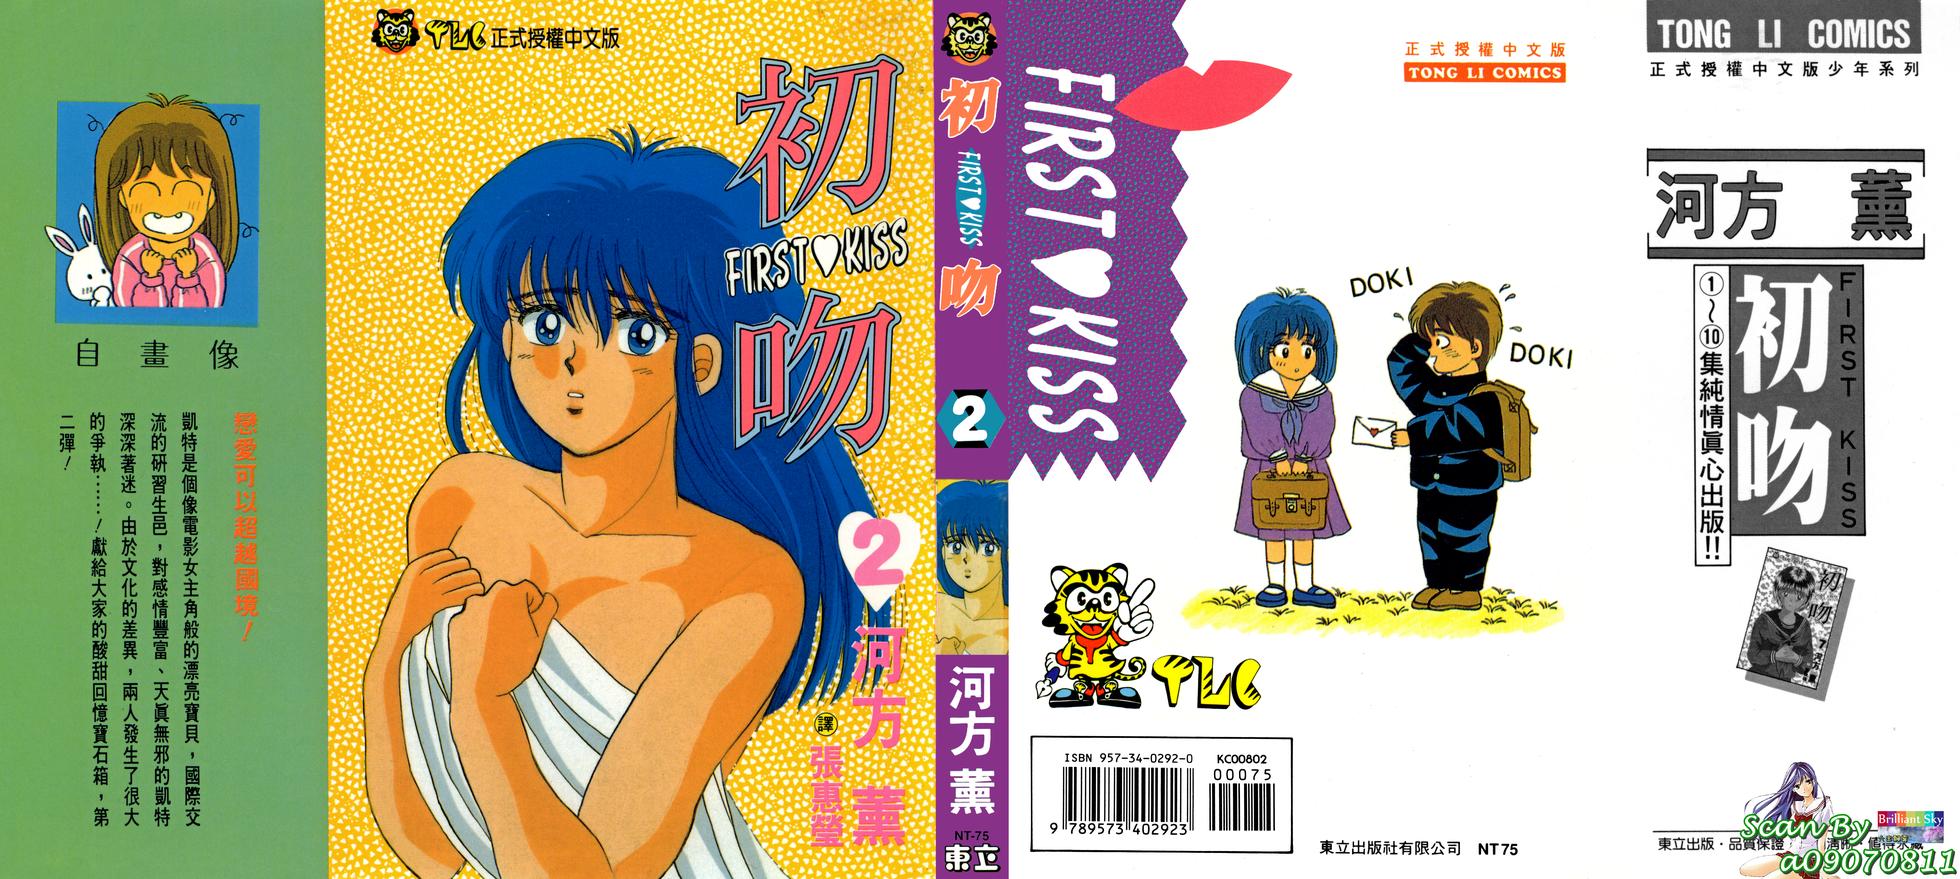 自畫像
戀愛可以超越國境!
凱特是個像電影女主角般的漂亮寶貝，國際交
流的研習生邑，對感情豐富、天眞無邪的凱特
深深著迷。由於文化的差異，兩人發生了很大
的爭執……!獻給大家的酸甜回憶寶石箱，第
二彈!
TLC 正式授權中文版
初
FIRST♥KISS
吻
2
河方薰
譯 張惠瑩
初
FIRST♥KISS
吻
2
河方薰
NT-75
東立
FIRST♥KISS
正式授權中文版
TONG LI COMICS
DOKI
DOKI
TLC
ISBN 957-34-0292-0
KC00802
00075
9 789573 402923
東立出版社有限公司 NT75
TONG LI COMICS
正式授權中文版少年系列
河方 薰
初吻
FIRST KISS
①~⑩集純情眞心出版!!
初吻
東立出版·品質保證
Brilliant Sky
Scan By
a09070811